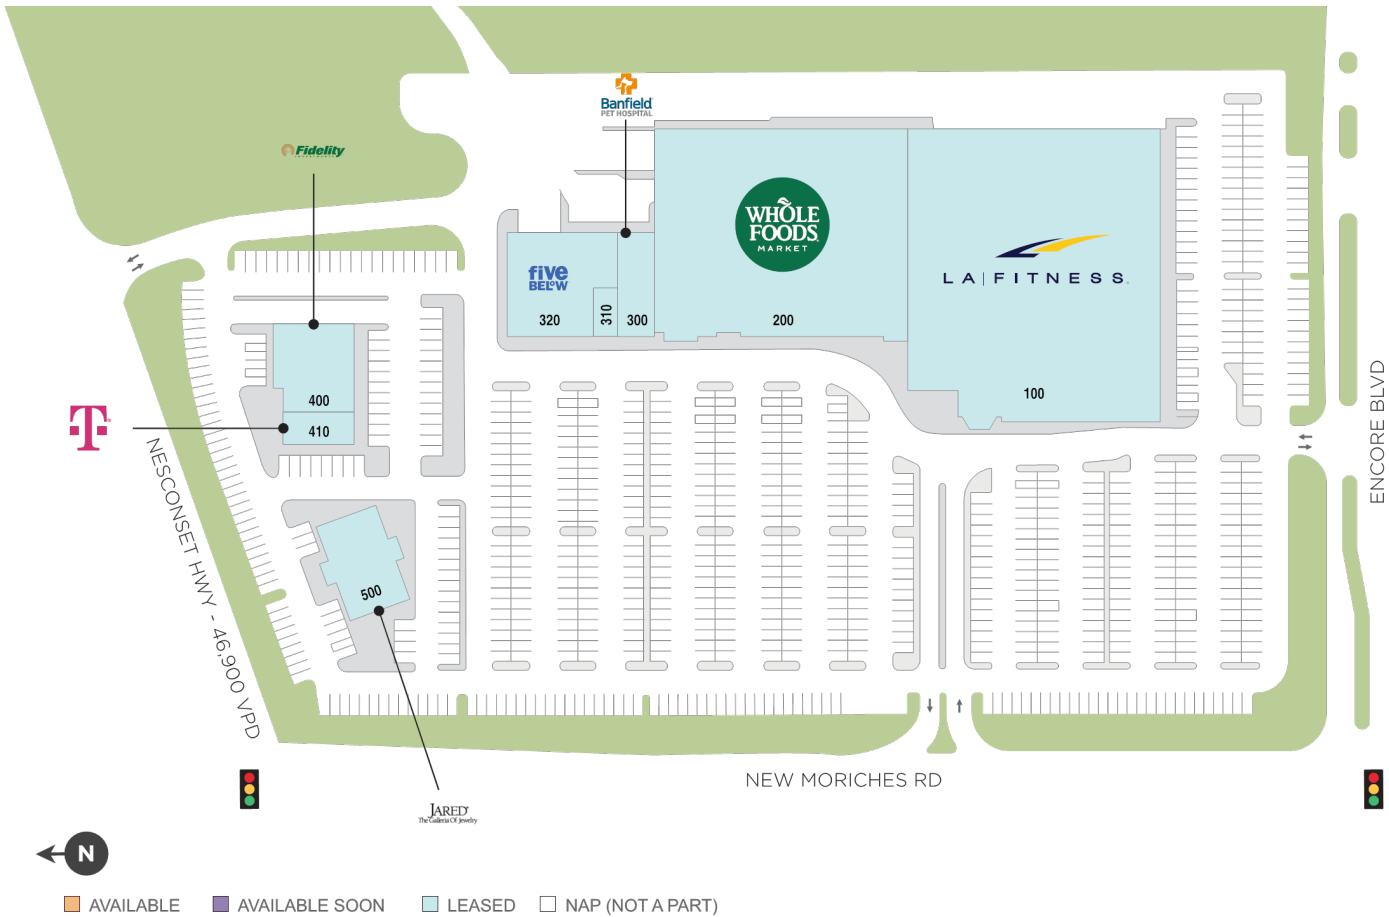 Banfield
PET HOSPITAL
Fidelity
INVESTMENTS
WHOLE
FOODS
MARKET
five
BELOW
LA|FITNESS
320
310
300
200
100
400
410
T
500
NESCONSET HWY - 46,900 VPD
ENCORE BLVD
NEW MORICHES RD
JARED
The Galleria Of Jewelry
N
AVAILABLE
AVAILABLE SOON
LEASED
NAP (NOT A PART)